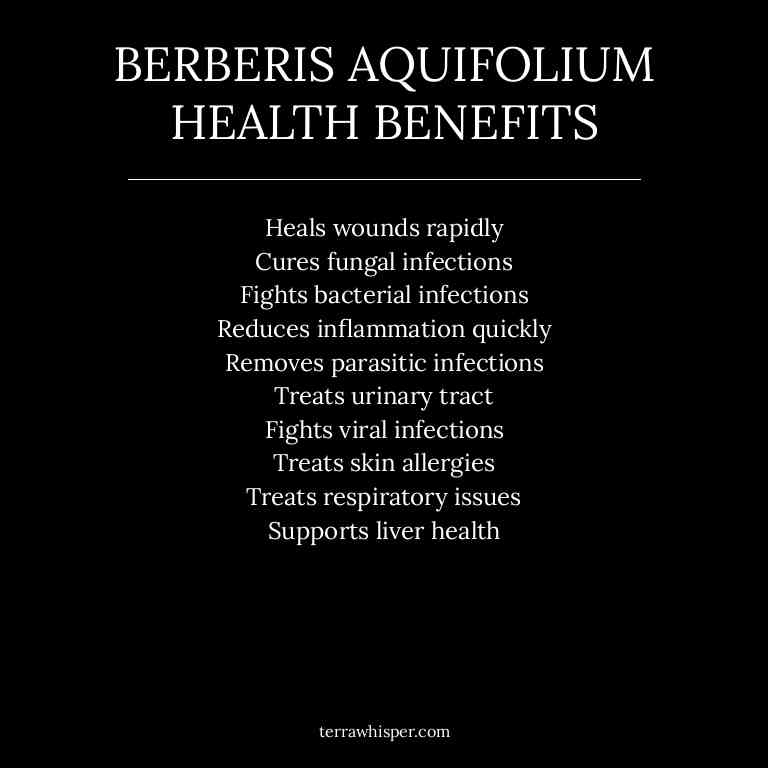 BERBERIS AQUIFOLIUM
HEALTH BENEFITS
Heals wounds rapidly
Cures fungal infections
Fights bacterial infections
Reduces inflammation quickly
Removes parasitic infections
Treats urinary tract
Fights viral infections
Treats skin allergies
Treats respiratory issues
Supports liver health
terrawhisper.com